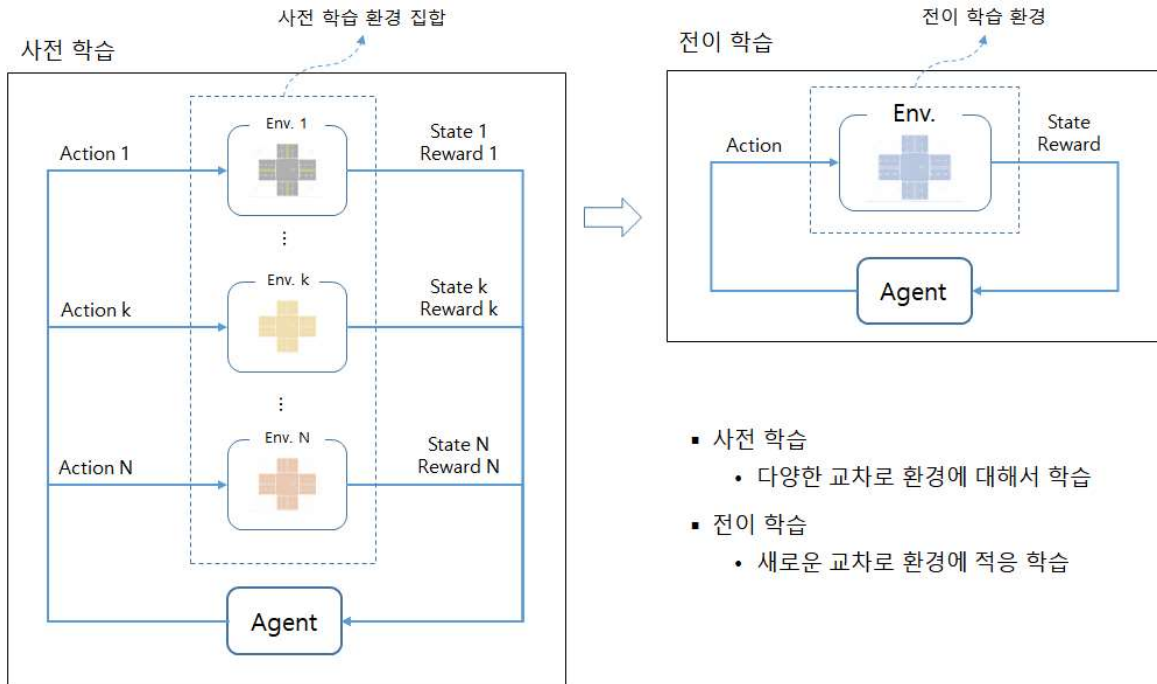 사전 학습 환경 집합
사전 학습
Env. 1
Action 1
State 1
Reward 1
⋮
Env. k
Action k
State k
Reward k
⋮
Env. N
Action N
State N
Reward N
Agent
전이 학습 환경
전이 학습
Env.
Action
State
Reward
Agent
▪ 사전 학습
• 다양한 교차로 환경에 대해서 학습
▪ 전이 학습
• 새로운 교차로 환경에 적응 학습